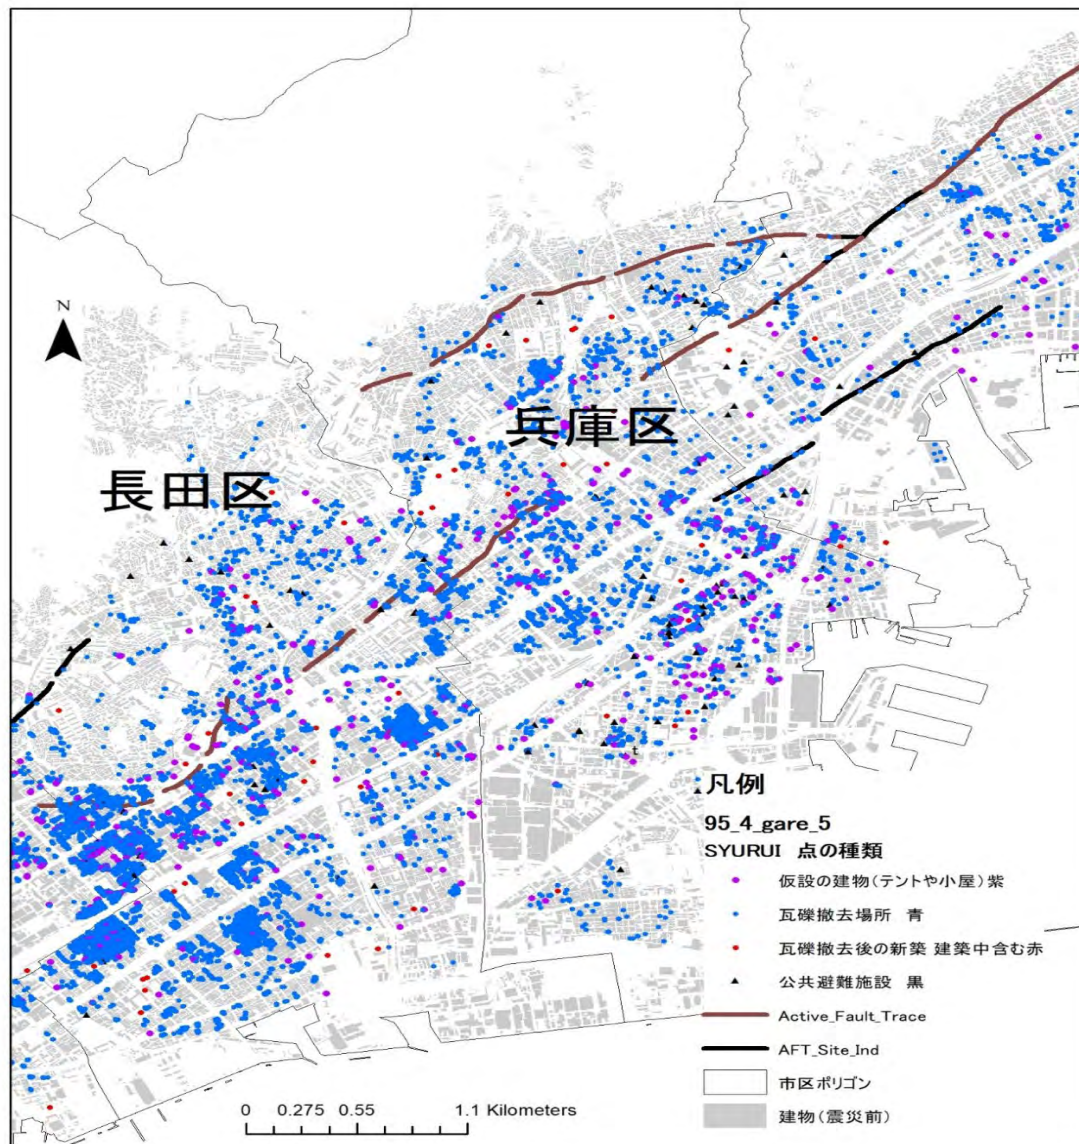 N
兵庫区
長田区
t
凡例
95_4_gare_5
SYURUI 点の種類
仮設の建物(テントや小屋)紫
瓦礫撤去場所 青
瓦礫撤去後の新築 建築中含む赤
公共避難施設 黒
Active_Fault_Trace
AFT_Site_Ind
市区ポリゴン
建物(震災前)
0 0.275 0.55 1.1 Kilometers